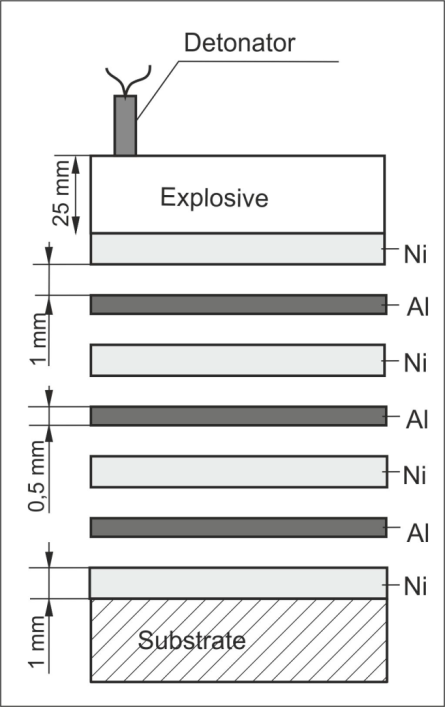 Detonator
25 mm
Explosive
Ni
1 mm
Al
Ni
0,5 mm
Al
Ni
Al
1 mm
Ni
Substrate